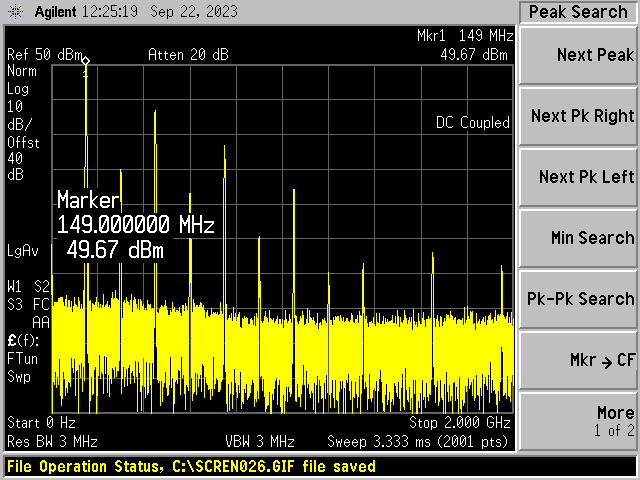 Agilent 12:25:19 Sep 22, 2023
Peak Search
Mkr1 149 MHz
Ref 50 dBm
Atten 20 dB
49.67 dBm
Norm
Log
10
dB/
Offst
40
dB
1
DC Coupled
Marker
149.000000 MHz
49.67 dBm
LgAv
W1 S2
S3 FC
AA
£(f):
FTun
Swp
Start 0 Hz
Stop 2.000 GHz
Res BW 3 MHz
VBW 3 MHz
Sweep 3.333 ms (2001 pts)
Next Peak
Next Pk Right
Next Pk Left
Min Search
Pk-Pk Search
Mkr → CF
More
1 of 2
File Operation Status, C:\SCREN026.GIF file saved